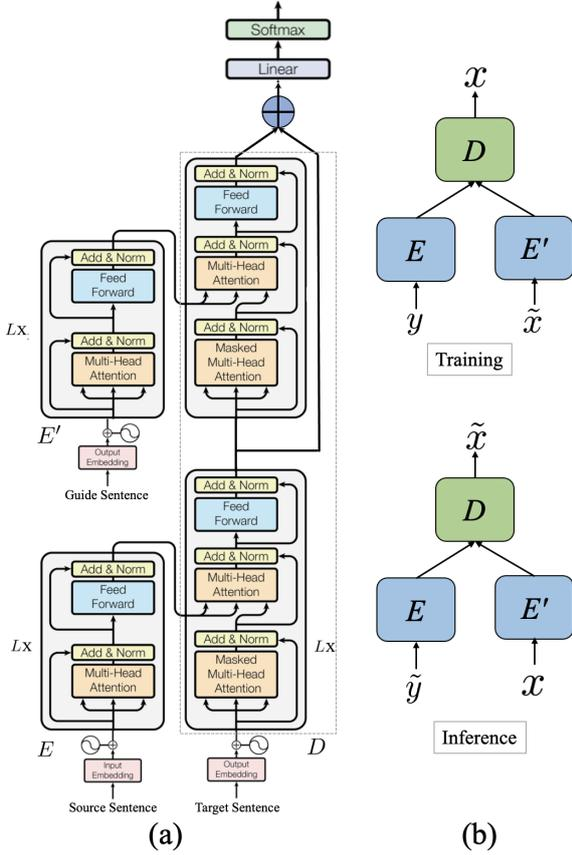 Softmax
Linear
Add & Norm
Feed
Forward
Add & Norm
Multi-Head
Attention
Add & Norm
Masked
Multi-Head
Attention
Add & Norm
Feed
Forward
Lx
Add & Norm
Multi-Head
Attention
E′
Output
Embedding
Guide Sentence
Add & Norm
Feed
Forward
Add & Norm
Multi-Head
Attention
Add & Norm
Masked
Multi-Head
Attention
Lx
Add & Norm
Feed
Forward
Lx
Add & Norm
Multi-Head
Attention
E
D
Input
Embedding
Output
Embedding
Source Sentence
Target Sentence
(a)
x
D
E
E′
y
x̃
Training
x̃
D
E
E′
ỹ
x
Inference
(b)